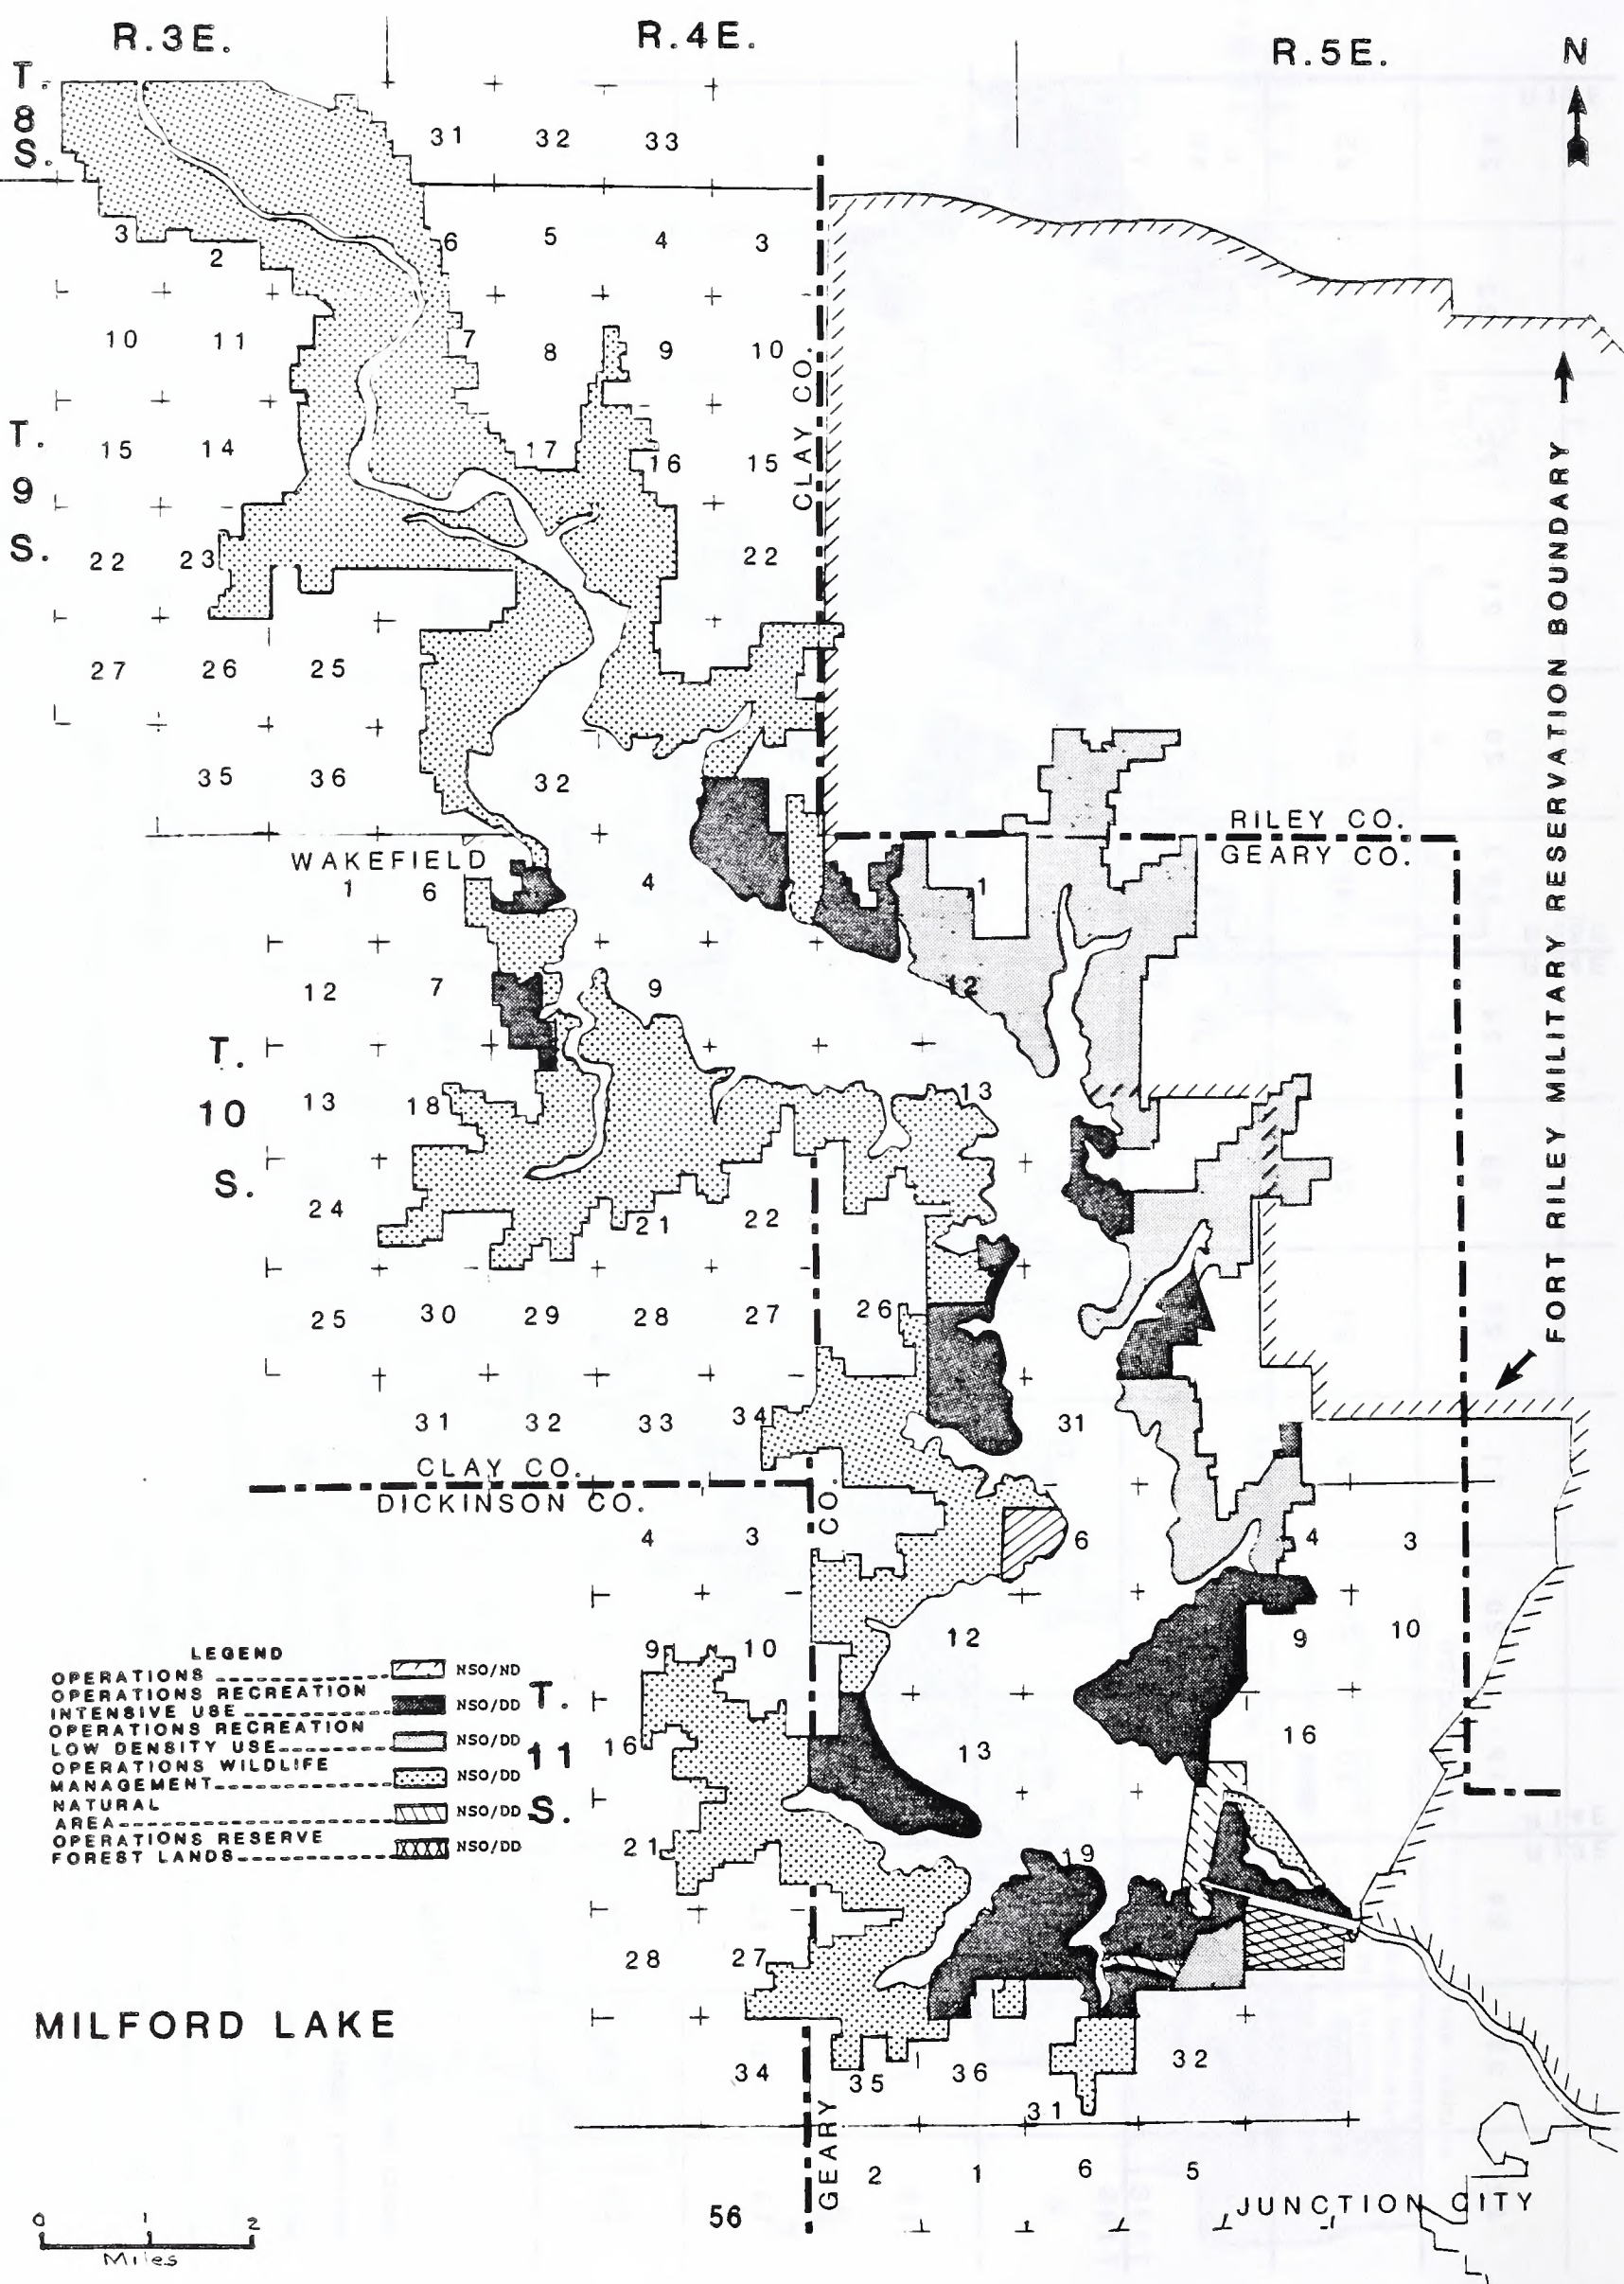 R.3E. R.4E. R.5E. N
T.
8
S.
31 32 33
3 2 6 5 4 3
10 11 7 8 9 10
CLAY CO.
T.
9
S.
15 14 17 16 15
22 23 22
27 26 25
35 36 32
FORT RILEY MILITARY RESERVATION BOUNDARY
RILEY CO.
GEARY CO.
WAKEFIELD
1 6 4 1
12 7 9 12
T.
10
S.
13 18 13
24 21 22
25 30 29 28 27 26
31 32 33 34 31
CLAY CO.
DICKINSON CO.
CO.
4 3 6 4 3
9 10 12 9 10
16 13 16
21 19
28 27
T.
11
S.
LEGEND
OPERATIONS NSO/ND
OPERATIONS RECREATION
INTENSIVE USE NSO/DD
OPERATIONS RECREATION
LOW DENSITY USE NSO/DD
OPERATIONS WILDLIFE
MANAGEMENT NSO/DD
NATURAL
AREA NSO/DD
OPERATIONS RESERVE
FOREST LANDS NSO/DD
MILFORD LAKE
34 35 36 31 32
GEARY
2 1 6 5
JUNCTION CITY
56
0 1 2
Miles